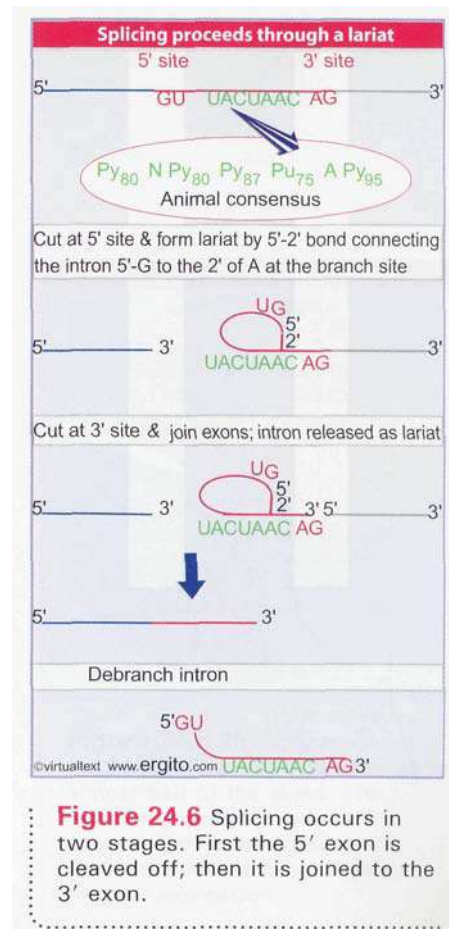 Splicing proceeds through a lariat
5' site 3' site
5' 3'
GU UACUAAC AG
Py80 N Py80 Py87 Pu75 A Py95
Animal consensus
Cut at 5' site & form lariat by 5'-2' bond connecting
the intron 5'-G to the 2' of A at the branch site
UG
5'
5' 3' 2' 3'
UACUAAC AG
Cut at 3' site & join exons; intron released as lariat
UG
5'
5' 3' 2' 3' 5' 3'
UACUAAC AG
5' 3'
Debranch intron
5'GU
©virtualtext www.ergito.com UACUAAC AG3'
Figure 24.6 Splicing occurs in
two stages. First the 5' exon is
cleaved off; then it is joined to the
3' exon.